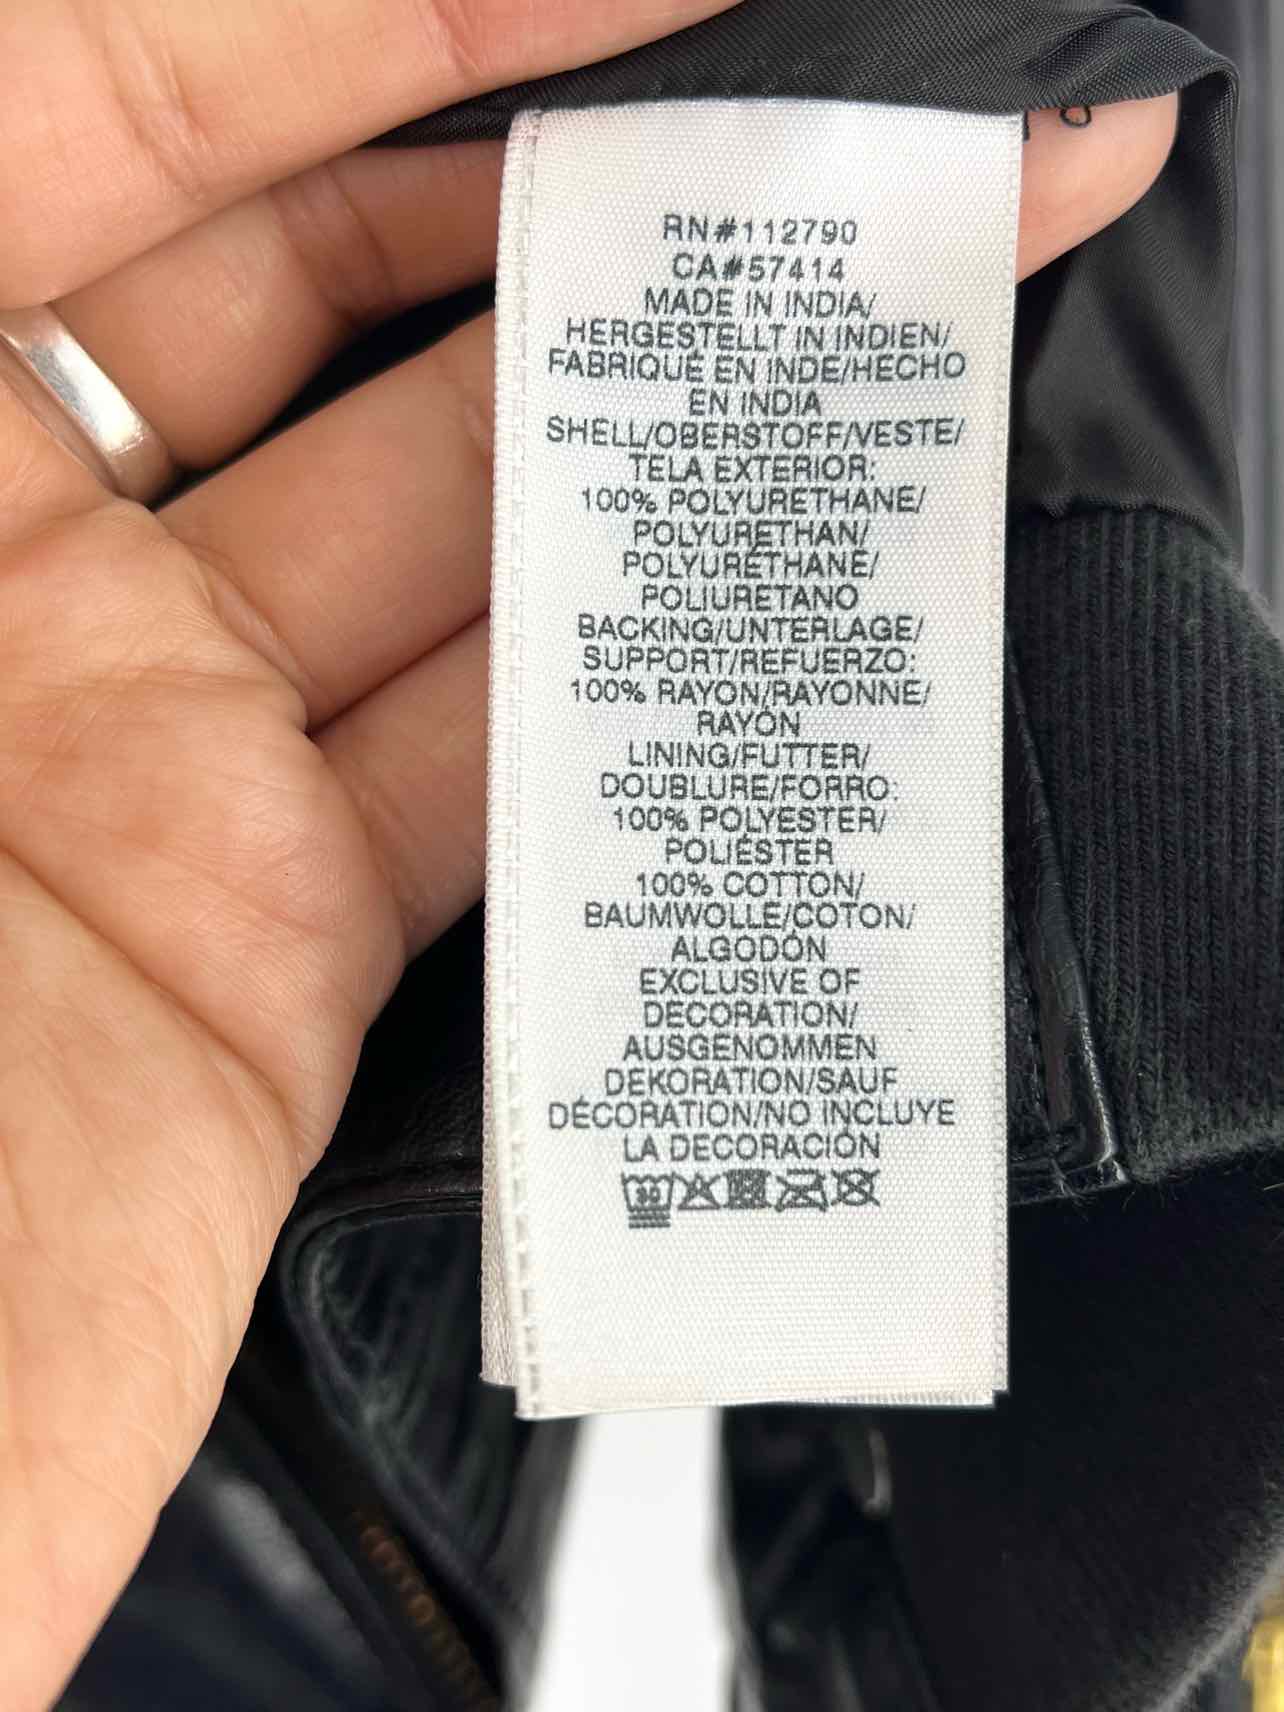 RN#112790
CA#57414
MADE IN INDIA/
HERGESTELLT IN INDIEN/
FABRIQUÉ EN INDE/HECHO
EN INDIA
SHELL/OBERSTOFF/VESTE/
TELA EXTERIOR:
100% POLYURETHANE/
POLYURETHAN/
POLYURÉTHANE/
POLIURETANO
BACKING/UNTERLAGE/
SUPPORT/REFUERZO:
100% RAYON/RAYONNE/
RAYÓN
LINING/FUTTER/
DOUBLURE/FORRO:
100% POLYESTER/
POLIÉSTER
100% COTTON/
BAUMWOLLE/COTON/
ALGODÓN
EXCLUSIVE OF
DECORATION/
AUSGENOMMEN
DEKORATION/SAUF
DÉCORATION/NO INCLUYE
LA DECORACIÓN
30